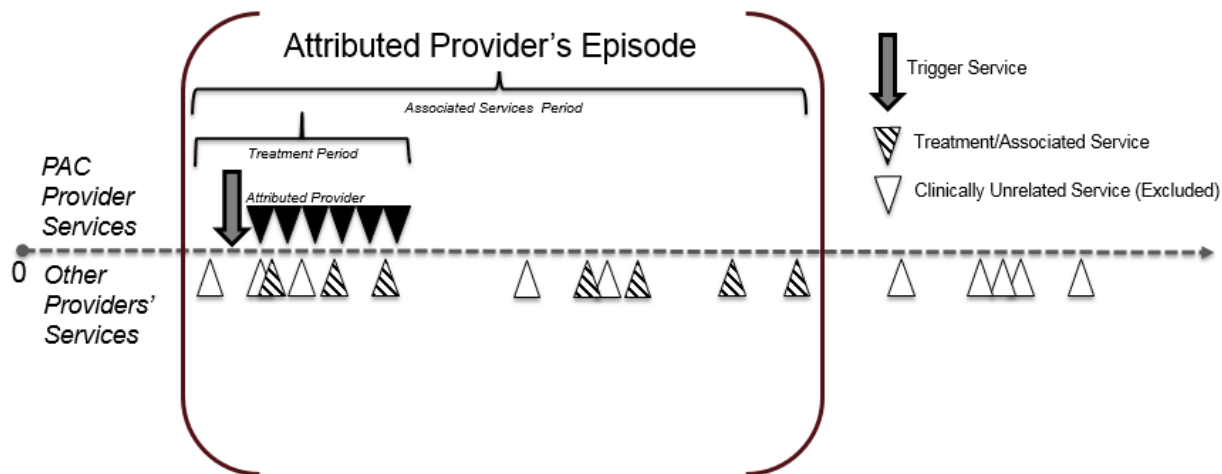 Attributed Provider's Episode
Associated Services Period
Treatment Period
Attributed Provider
PAC
Provider
Services
0
Other
Providers'
Services
Trigger Service
Treatment/Associated Service
Clinically Unrelated Service (Excluded)